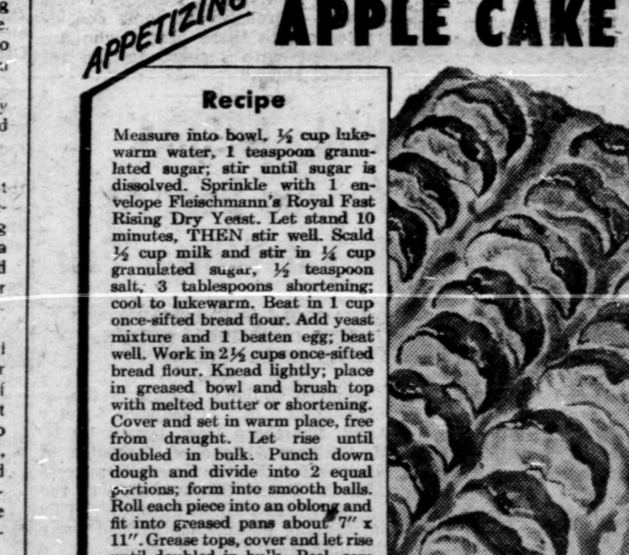 APPETIZING
APPLE CAKE
Recipe
Measure into bowl, ½ cup luke-
warm water, 1 teaspoon granu-
lated sugar; stir until sugar is
dissolved. Sprinkle with 1 en-
velope Fleischmann's Royal Fast
Rising Dry Yeast. Let stand 10
minutes, THEN stir well. Scald
½ cup milk and stir in ¼ cup
granulated sugar, ½ teaspoon
salt, 3 tablespoons shortening;
cool to lukewarm. Beat in 1 cup
once-sifted bread flour. Add yeast
mixture and 1 beaten egg; beat
well. Work in 2½ cups once-sifted
bread flour. Knead lightly; place
in greased bowl and brush top
with melted butter or shortening.
Cover and set in warm place, free
from draught. Let rise until
doubled in bulk. Punch down
dough and divide into 2 equal
portions; form into smooth balls.
Roll each piece into an oblong and
fit into greased pans about 7" x
11". Grease tops, cover and let rise
until doubled in bulk.